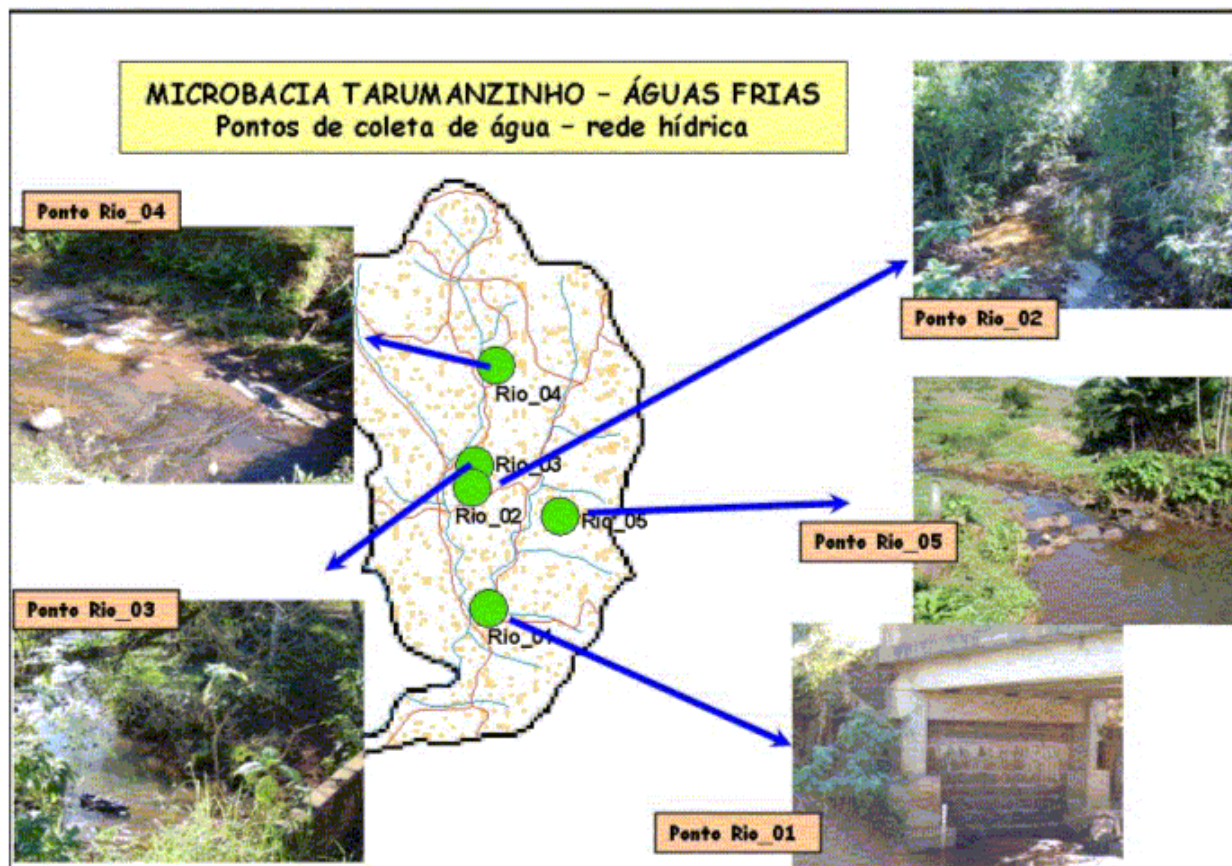 MICROBACIA TARUMANZINHO - ÁGUAS FRIAS
Pontos de coleta de água - rede hídrica
Ponto Rio_04
Ponto Rio_02
Rio_04
Rio_03
Rio_02
Rio_05
Ponto Rio_05
Ponto Rio_03
Rio_01
Ponto Rio_01